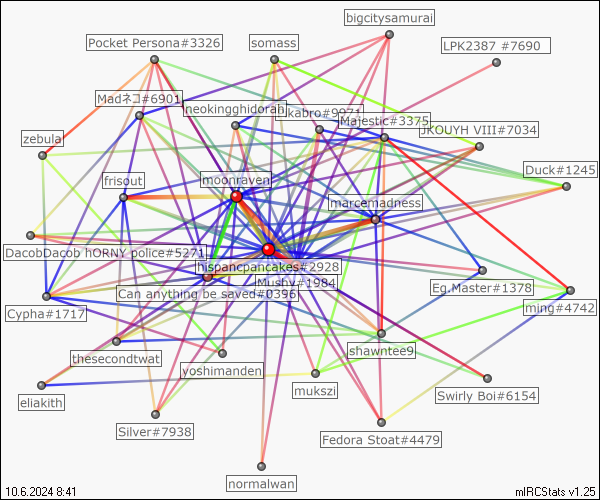 bigcitysamurai
Pocket Persona#3326
somass
LPK2387 #7690
Madネコ#6901
neokingghidorah
kabro#9971
Majestic#3375
JKOUYH VIII#7034
zebula
Duck#1245
frisout
moonraven
marcemadness
DacobDacob hORNY police#5271
hispancpancakes#2928
Mushy#1984
Can anything be saved#0396
Eg.Master#1378
Cypha#1717
ming#4742
thesecondtwat
shawntee9
yoshimanden
mukszi
Swirly Boi#6154
eliakith
Silver#7938
Fedora Stoat#4479
normalwan
10.6.2024 8:41
mIRCStats v1.25